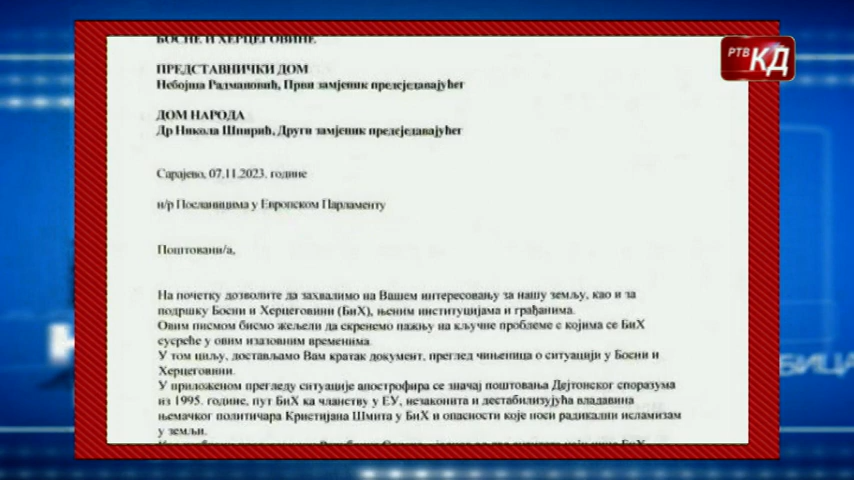 БОСНЕ И ХЕРЦЕГОВИНЕ
РТВ КД
ПРЕДСТАВНИЧКИ ДОМ
Небојша Радмановић, Први замјеник предсједавајућег
ДОМ НАРОДА
Др Никола Шпирић, Други замјеник предсједавајућег
Сарајево, 07.11.2023. године
н/р Посланицима у Европском Парламенту
Поштовани/а,
На почетку дозволите да захвалимо на Вашем интересовању за нашу земљу, као и за
подршку Босни и Херцеговини (БиХ), њеним институцијама и грађанима.
Овим писмом бисмо жељели да скренемо пажњу на кључне проблеме с којима се БиХ
сусреће у овим изазовним временима.
У том циљу, достављамо Вам кратак документ, преглед чињеница о ситуацији у Босни и
Херцеговини.
У приложеном прегледу ситуације апострофира се значај поштовања Дејтонског споразума
из 1995. године, пут БиХ ка чланству у ЕУ, незаконита и дестабилизујућа владавина
њемачког политичара Кристијана Шмита у БиХ и опасности које носи радикални исламизам
у земљи.